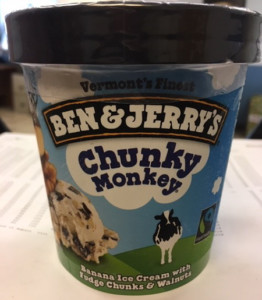 Vermont's Finest
BEN & JERRY'S
Chunky
Monkey
Banana Ice Cream with
Fudge Chunks & Walnuts